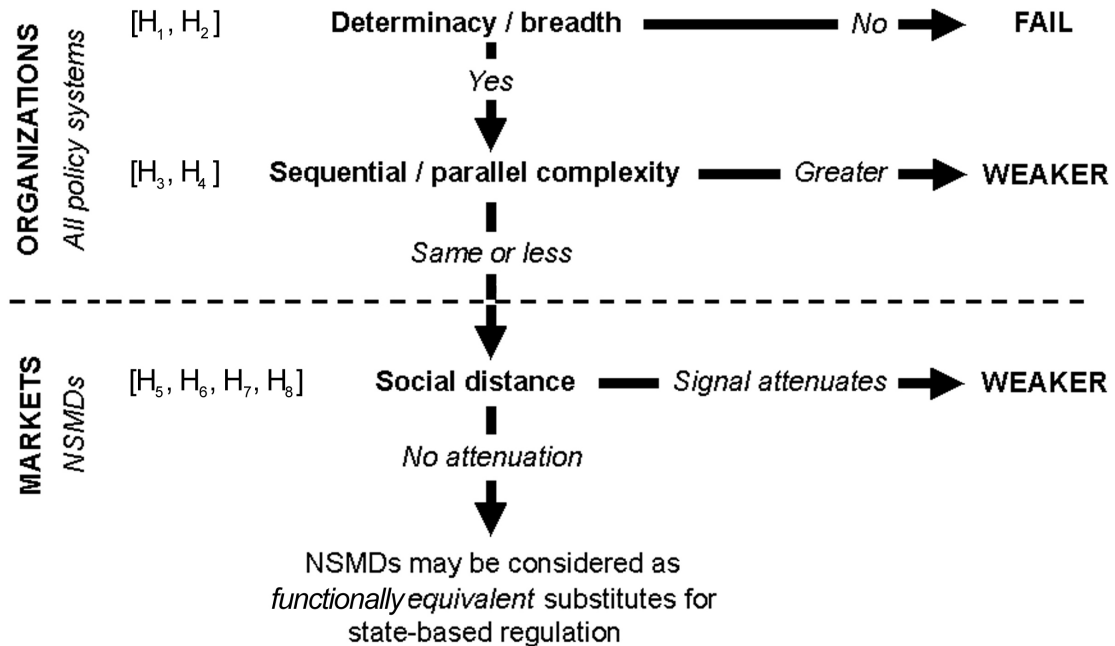 ORGANIZATIONS
All policy systems
[H₁, H₂] Determinacy / breadth No FAIL
Yes
[H₃, H₄] Sequential / parallel complexity Greater WEAKER
Same or less
MARKETS
NSMDs
[H₅, H₆, H₇, H₈] Social distance Signal attenuates WEAKER
No attenuation
NSMDs may be considered as
functionally equivalent substitutes for
state-based regulation